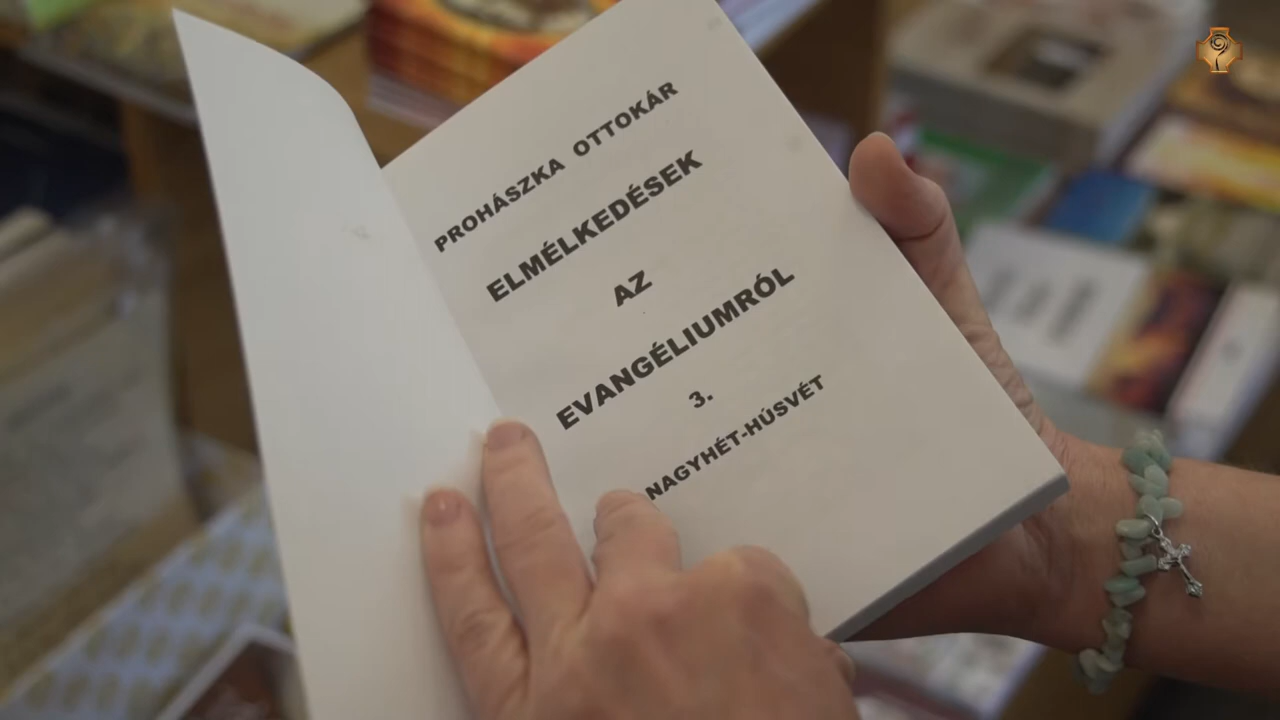 PROHÁSZKA OTTOKÁR
ELMÉLKEDÉSEK
AZ
EVANGÉLIUMRÓL
3.
NAGYHÉT-HÚSVÉT